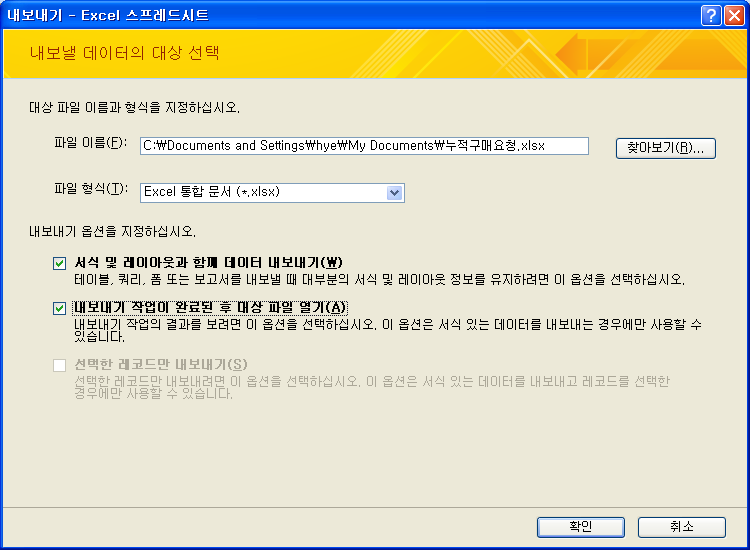 내보내기 - Excel 스프레드시트
내보낼 데이터의 대상 선택
대상 파일 이름과 형식을 지정하십시오.
파일 이름(F): C:₩Documents and Settings₩hye₩My Documents₩누적구매요청.xlsx 찾아보기(R)...
파일 형식(T): Excel 통합 문서 (*.xlsx)
내보내기 옵션을 지정하십시오.
서식 및 레이아웃과 함께 데이터 내보내기(₩)
테이블, 쿼리, 폼 또는 보고서를 내보낼 때 대부분의 서식 및 레이아웃 정보를 유지하려면 이 옵션을 선택하십시오.
내보내기 작업이 완료된 후 대상 파일 열기(A)
내보내기 작업의 결과를 보려면 이 옵션을 선택하십시오. 이 옵션은 서식 있는 데이터를 내보내는 경우에만 사용할 수
있습니다.
선택한 레코드만 내보내기(S)
선택한 레코드만 내보내려면 이 옵션을 선택하십시오. 이 옵션은 서식 있는 데이터를 내보내고 레코드를 선택한
경우에만 사용할 수 있습니다.
확인 취소